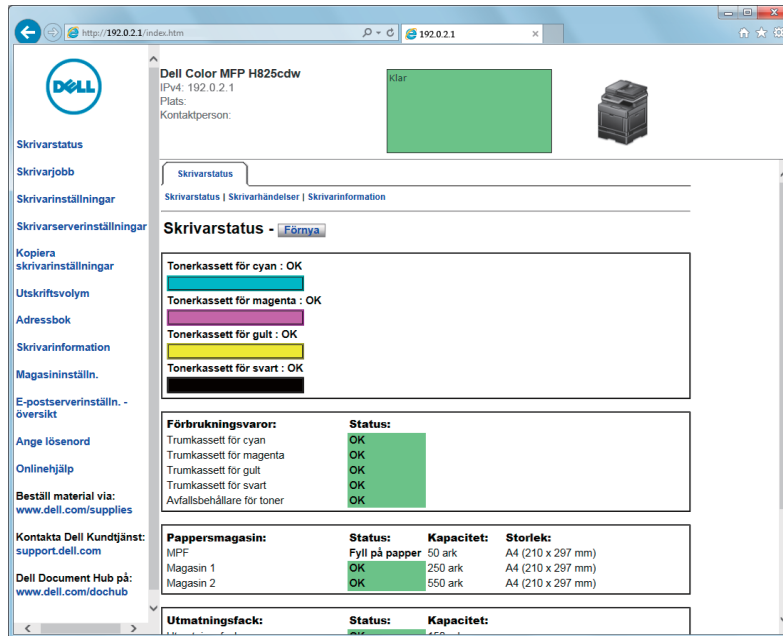 http://192.0.2.1/index.htm
192.0.2.1
DELL
Dell Color MFP H825cdw
IPv4: 192.0.2.1
Plats:
Kontaktperson:
Klar
Skrivarstatus
Skrivarjobb
Skrivarinställningar
Skrivarserverinställningar
Kopiera
skrivarinställningar
Utskriftsvolym
Adressbok
Skrivarinformation
Magasininställn.
E-postserverinställn. -
översikt
Ange lösenord
Onlinehjälp
Beställ material via:
www.dell.com/supplies
Kontakta Dell Kundtjänst:
support.dell.com
Dell Document Hub på:
www.dell.com/dochub
Skrivarstatus
Skrivarstatus | Skrivarhändelser | Skrivarinformation
Skrivarstatus - Förnya
Tonerkassett för cyan : OK
Tonerkassett för magenta : OK
Tonerkassett för gult : OK
Tonerkassett för svart : OK
Förbrukningsvaror: Status:
Trumkassett för cyan OK
Trumkassett för magenta OK
Trumkassett för gult OK
Trumkassett för svart OK
Avfallsbehållare för toner OK
Pappersmagasin: Status: Kapacitet: Storlek:
MPF Fyll på papper 50 ark A4 (210 x 297 mm)
Magasin 1 OK 250 ark A4 (210 x 297 mm)
Magasin 2 OK 550 ark A4 (210 x 297 mm)
Utmatningsfack: Status: Kapacitet: